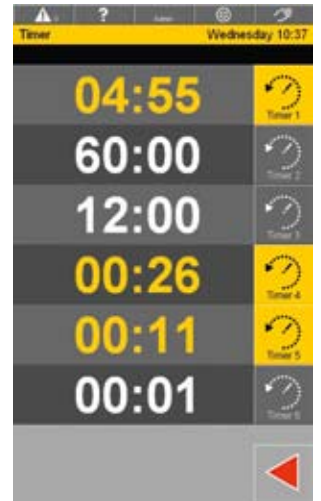 ?
Timer Wednesday 10:37
04:55
Timer 1
60:00
Timer 2
12:00
Timer 3
00:26
Timer 4
00:11
Timer 5
00:01
Timer 6